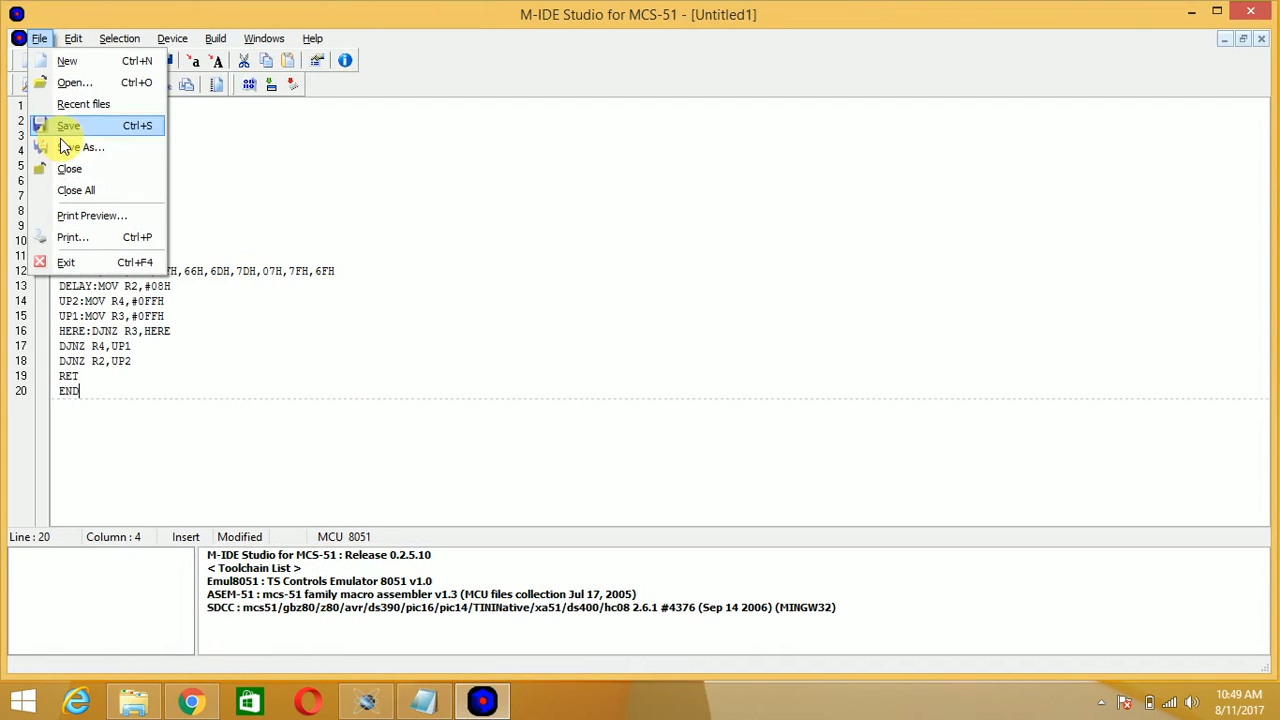 M-IDE Studio for MCS-51 - [Untitled1]
File Edit Selection Device Build Windows Help
New Ctrl+N
Open... Ctrl+O
Recent files
Save Ctrl+S
As...
Close
Close All
Print Preview...
Print... Ctrl+P
Exit Ctrl+F4
1
2
3
4
5
6
7
8
9
10
11
12 H,66H,6DH,7DH,07H,7FH,6FH
13 DELAY:MOV R2,#08H
14 UP2:MOV R4,#0FFH
15 UP1:MOV R3,#0FFH
16 HERE:DJNZ R3,HERE
17 DJNZ R4,UP1
18 DJNZ R2,UP2
19 RET
20 END
Line : 20 Column : 4 Insert Modified MCU 8051
M-IDE Studio for MCS-51 : Release 0.2.5.10
< Toolchain List >
Emul8051 : TS Controls Emulator 8051 v1.0
ASEM-51 : mcs-51 family macro assembler v1.3 (MCU files collection Jul 17, 2005)
SDCC : mcs51/gbz80/z80/avr/ds390/pic16/pic14/TININative/xa51/ds400/hc08 2.6.1 #4376 (Sep 14 2006) (MINGW32)
10:49 AM
8/11/2017